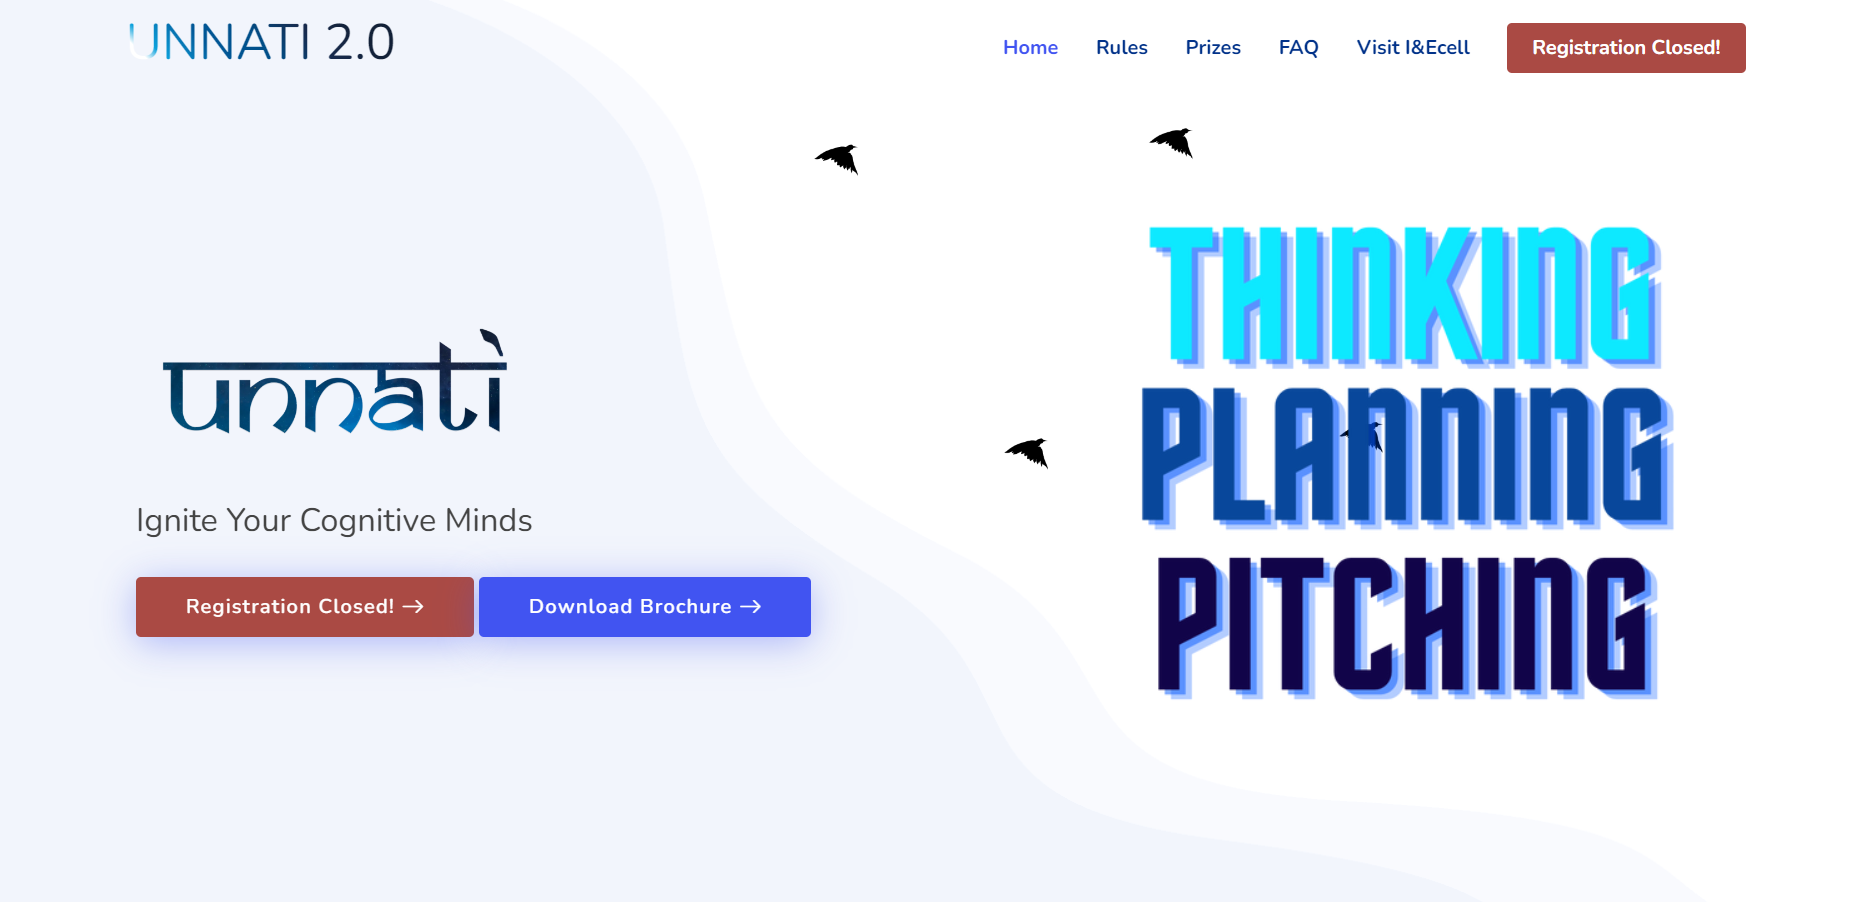 UNNATI 2.0
Home Rules Prizes FAQ Visit I&Ecell Registration Closed!
unnati
Ignite Your Cognitive Minds
Registration Closed! → Download Brochure →
THINKING
PLANNING
PITCHING